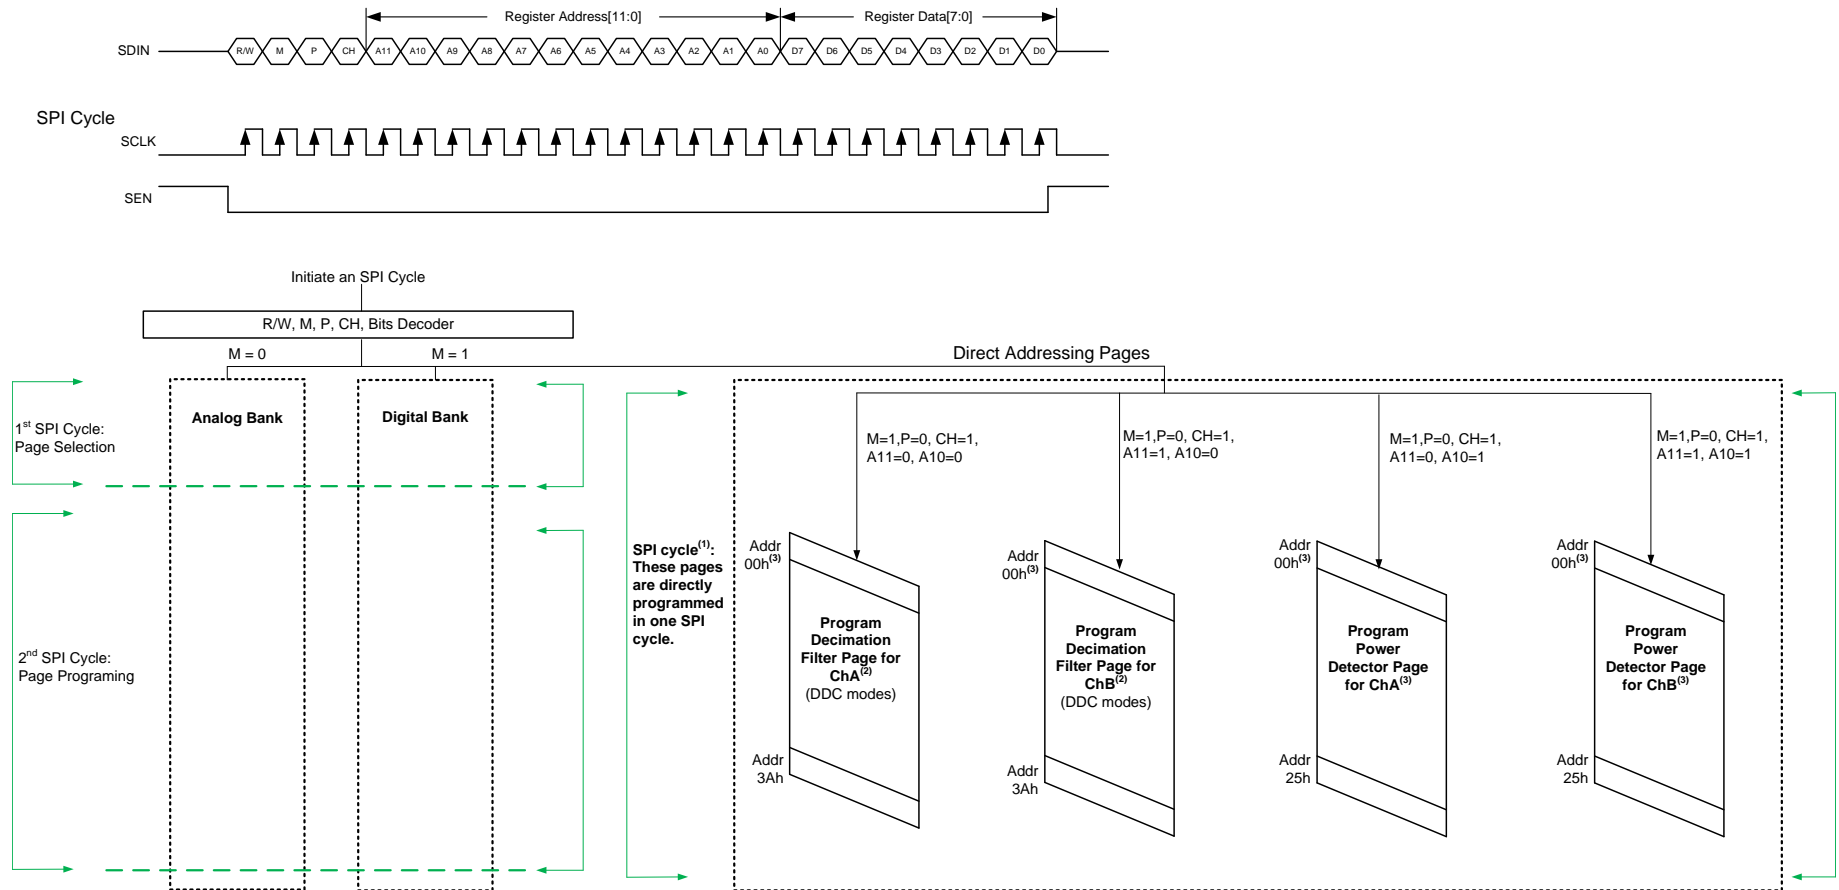 Register Address[11:0]
Register Data[7:0]
SDIN
R/W M P CH A11 A10 A9 A8 A7 A6 A5 A4 A3 A2 A1 A0 D7 D6 D5 D4 D3 D2 D1 D0
SPI Cycle
SCLK
SEN
Initiate an SPI Cycle
R/W, M, P, CH, Bits Decoder
M = 0
M = 1
Direct Addressing Pages
1st SPI Cycle:
Page Selection
Analog Bank
Digital Bank
M=1,P=0, CH=1,
A11=0, A10=0
M=1,P=0, CH=1,
A11=1, A10=0
M=1,P=0, CH=1,
A11=0, A10=1
M=1,P=0, CH=1,
A11=1, A10=1
2nd SPI Cycle:
Page Programing
SPI cycle(1):
These pages
are directly
programmed
in one SPI
cycle.
Addr
00h(3)
Program
Decimation
Filter Page for
ChA(2)
(DDC modes)
Addr
3Ah
Addr
00h(3)
Program
Decimation
Filter Page for
ChB(2)
(DDC modes)
Addr
3Ah
Addr
00h(3)
Program
Power
Detector Page
for ChA(3)
Addr
25h
Addr
00h(3)
Program
Power
Detector Page
for ChB(3)
Addr
25h